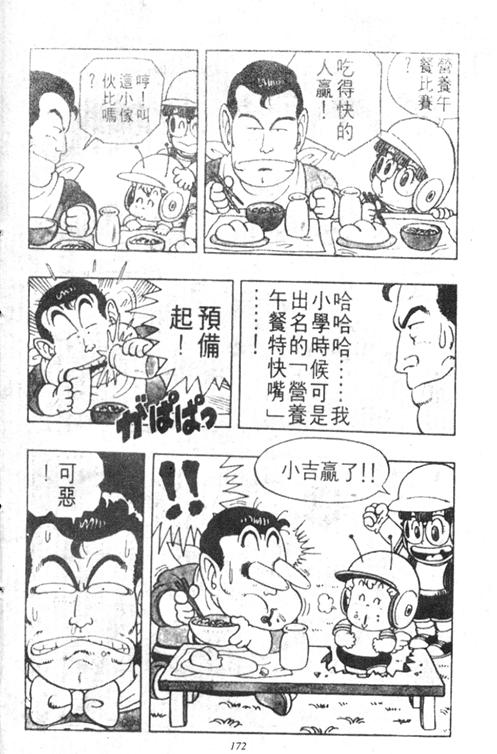 營養午
餐比賽
?
吃得快的
人贏!
哼!叫
這小傢
伙比嗎
?
哈哈哈……我
小學時候可是
出名的「營養
午餐特快嘴」
……!
預備
起!
がぱぱっ
小吉贏了!!
!!
可惡
!
172